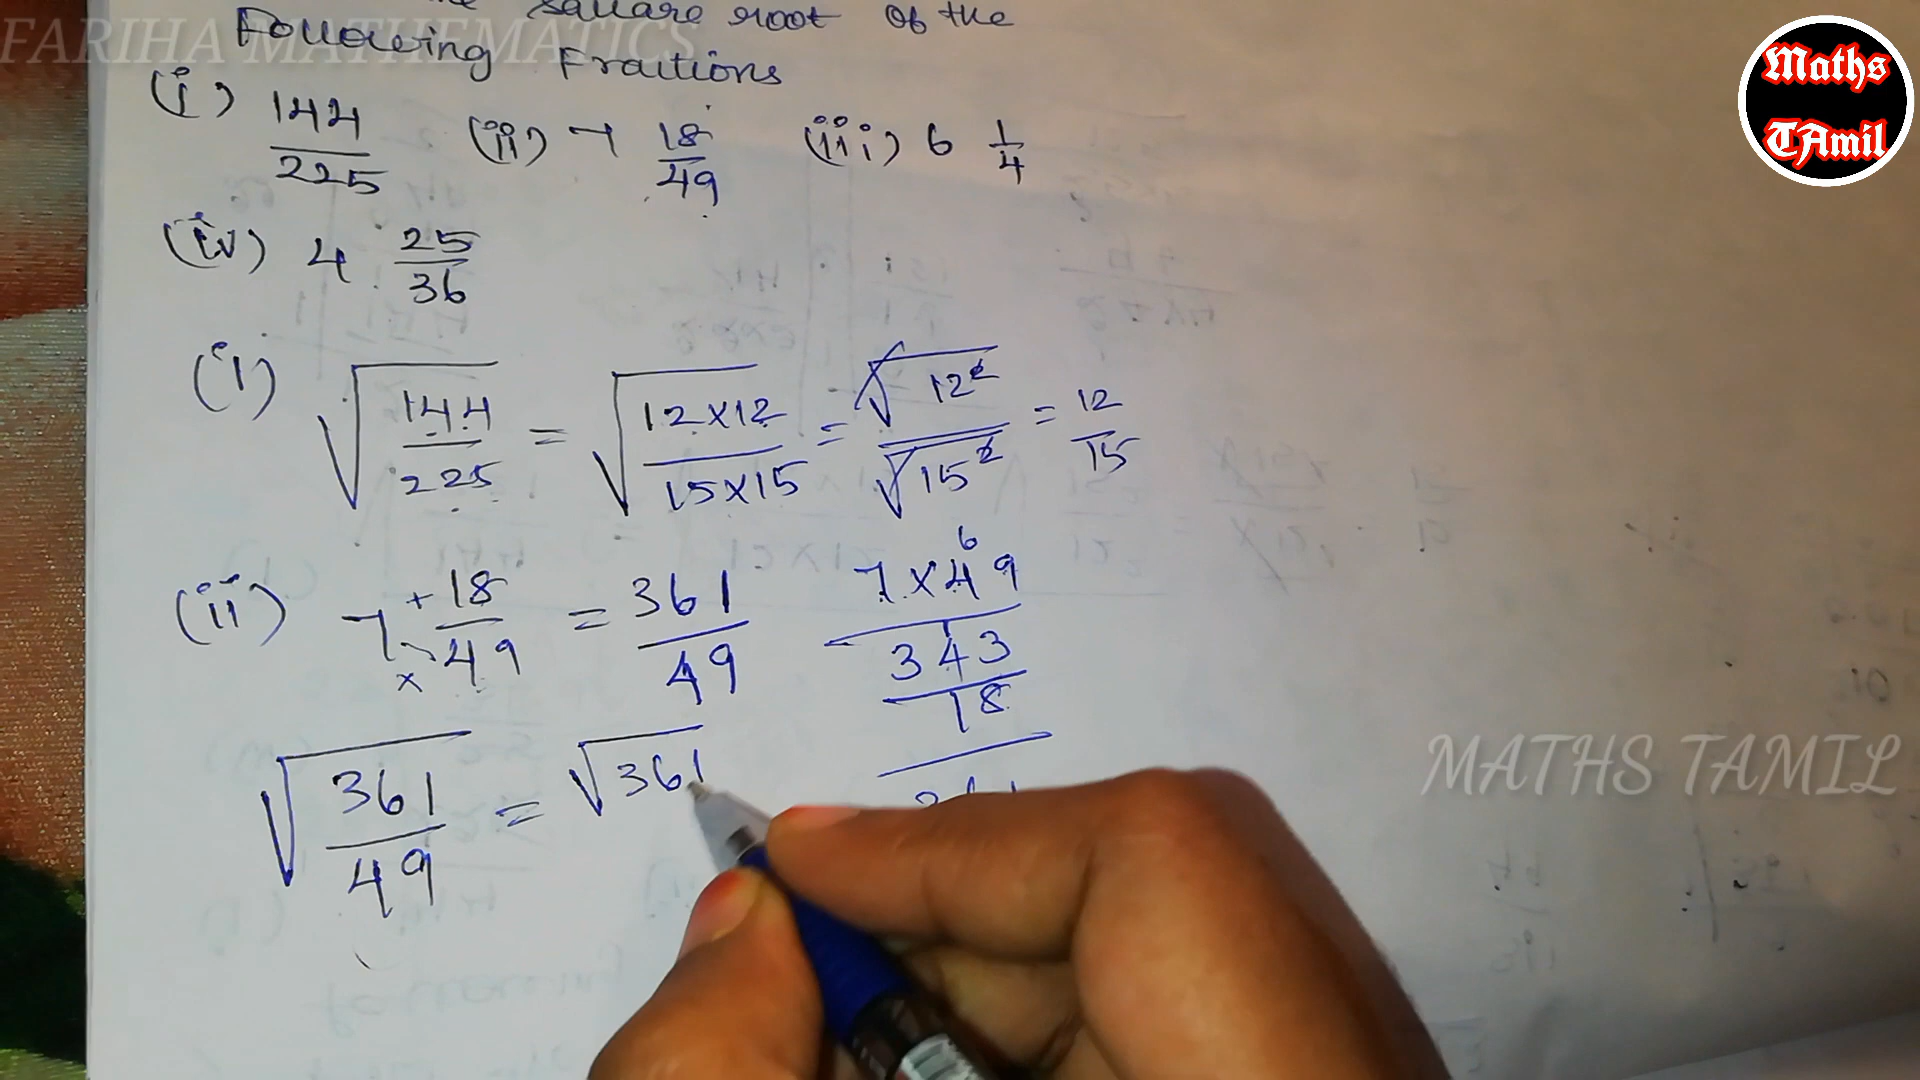 square root of the
FARIHA MATHEMATICS
Following Fractions
(i) 144/225 (ii) 7 18/49 (iii) 6 1/4
(iv) 4 25/36
(i) √144/225 = √12×12/15×15 = √12²/√15² = 12/15
(ii) 7 + 18/49 = 361/49
×
6
7×49
343
18
√361/49 = √361
Maths
TAmil
MATHS TAMIL